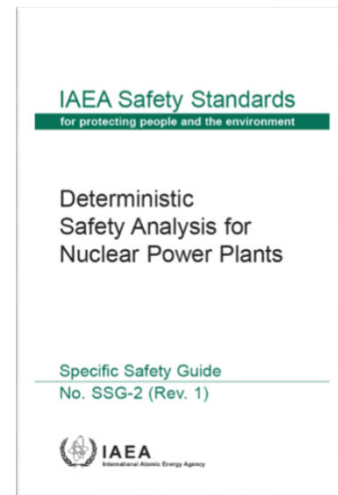 IAEA Safety Standards
for protecting people and the environment
Deterministic
Safety Analysis for
Nuclear Power Plants
Specific Safety Guide
No. SSG-2 (Rev. 1)
IAEA
International Atomic Energy Agency